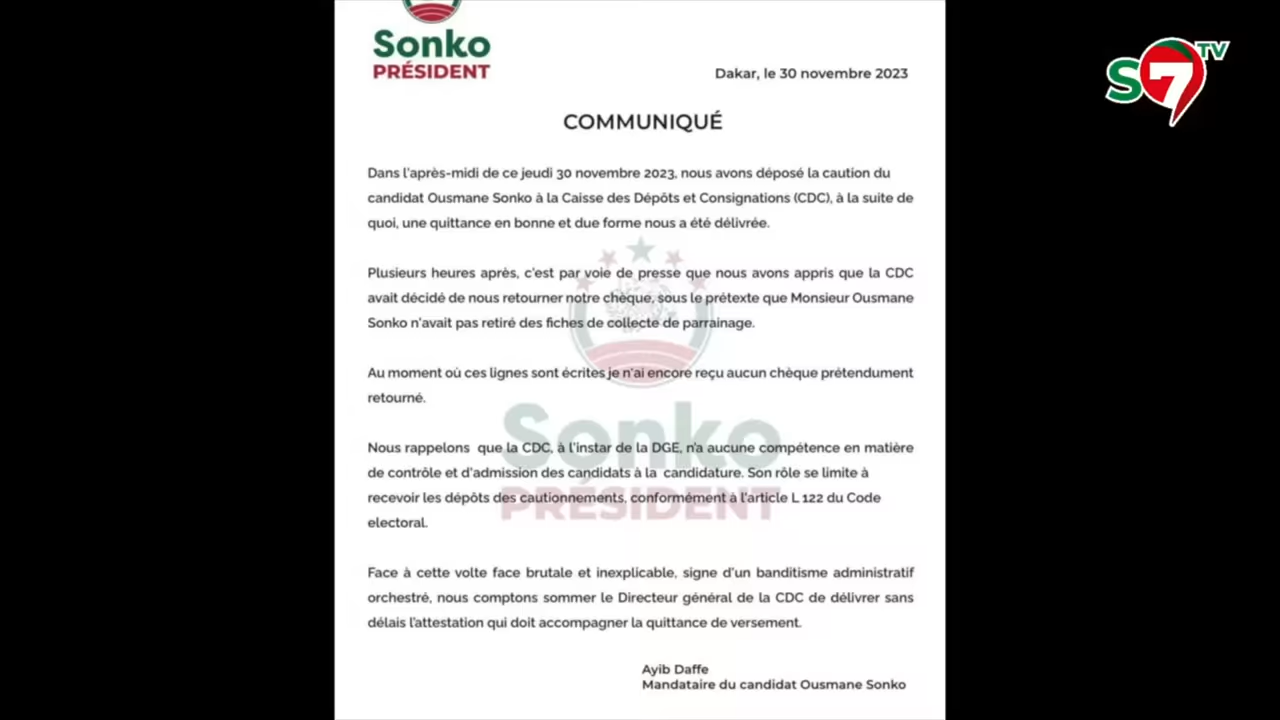 Sonko
PRÉSIDENT
S7 TV
Dakar, le 30 novembre 2023
COMMUNIQUÉ
Dans l'après-midi de ce jeudi 30 novembre 2023, nous avons déposé la caution du
candidat Ousmane Sonko à la Caisse des Dépôts et Consignations (CDC), à la suite de
quoi, une quittance en bonne et due forme nous a été délivrée.
Plusieurs heures après, c'est par voie de presse que nous avons appris que la CDC
avait décidé de nous retourner notre chèque, sous le prétexte que Monsieur Ousmane
Sonko n'avait pas retiré des fiches de collecte de parrainage.
Au moment où ces lignes sont écrites je n'ai encore reçu aucun chèque prétendument
retourné.
Nous rappelons que la CDC, à l'instar de la DGE, n'a aucune compétence en matière
de contrôle et d'admission des candidats à la candidature. Son rôle se limite à
recevoir les dépôts des cautionnements, conformément à l'article L 122 du Code
electoral.
Sonko
PRÉSIDENT
Face à cette volte face brutale et inexplicable, signe d'un banditisme administratif
orchestré, nous comptons sommer le Directeur général de la CDC de délivrer sans
délais l'attestation qui doit accompagner la quittance de versement.
Ayib Daffe
Mandataire du candidat Ousmane Sonko